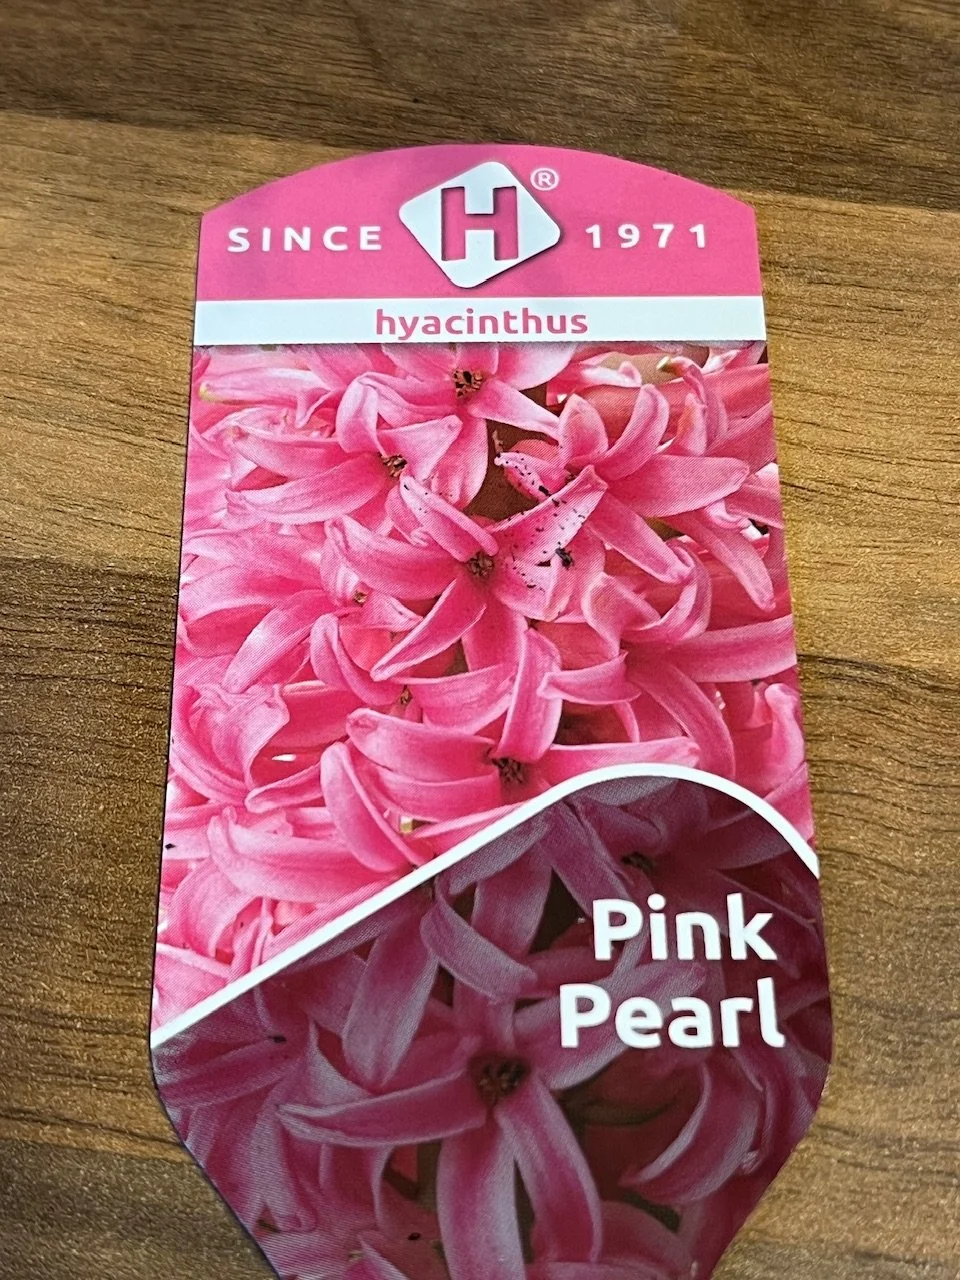 SINCE H® 1971
hyacinthus
Pink
Pearl